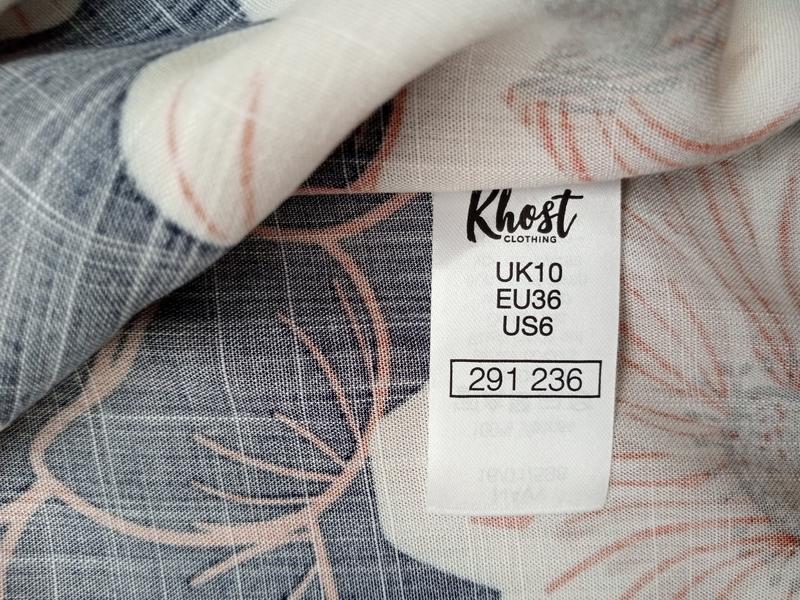 Khost
CLOTHING
UK10
EU36
US6
291 236